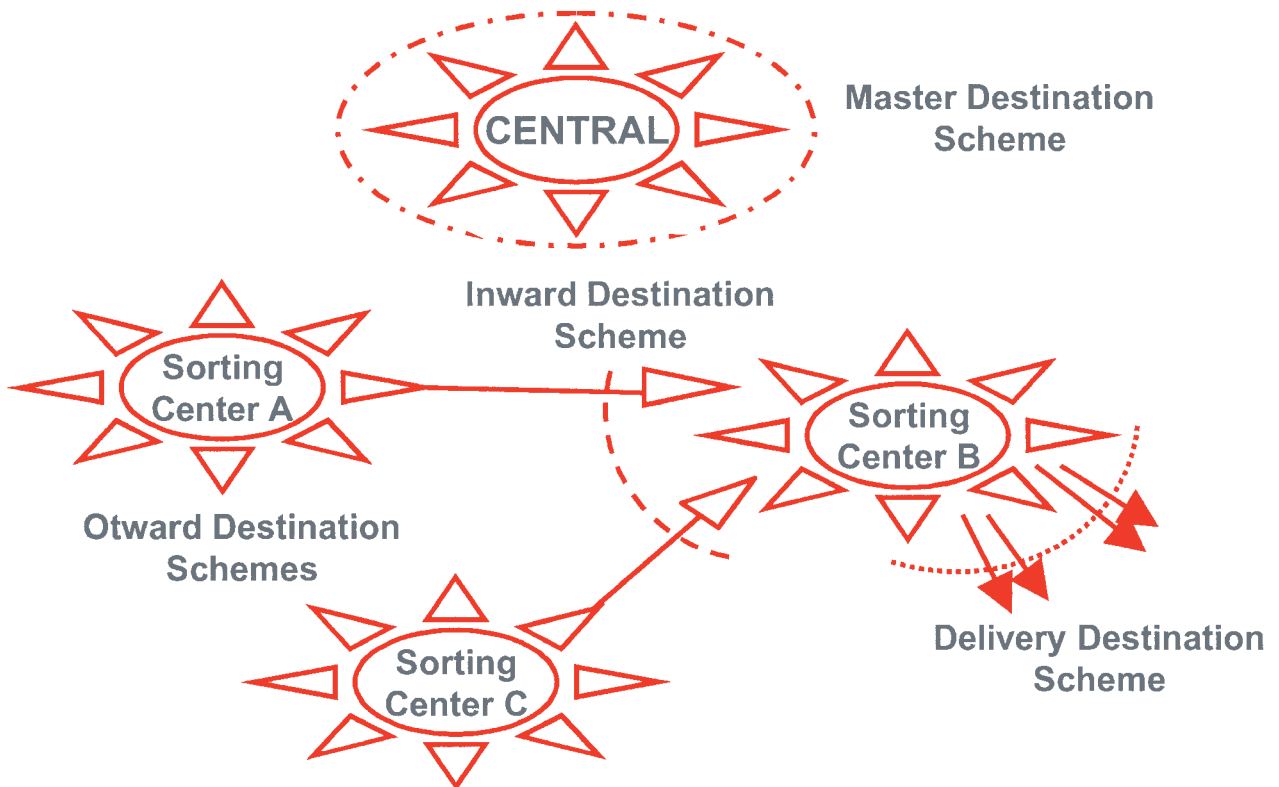 CENTRAL
Master Destination
Scheme
Inward Destination
Scheme
Sorting
Center A
Sorting
Center B
Otward Destination
Schemes
Sorting
Center C
Delivery Destination
Scheme